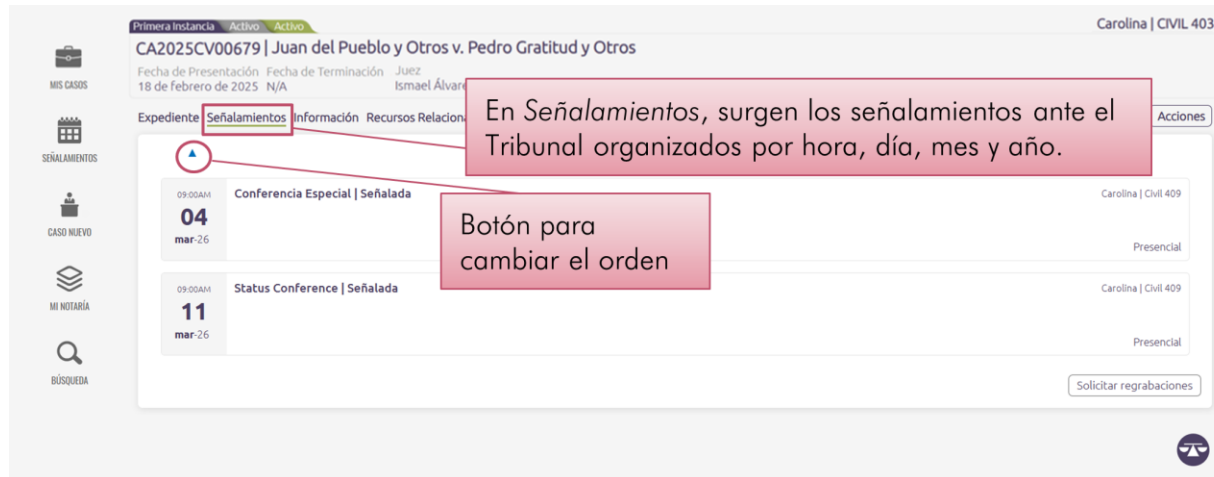 Primera Instancia Activo Activo
Carolina | CIVIL 403
CA2025CV00679 | Juan del Pueblo y Otros v. Pedro Gratitud y Otros
Fecha de Presentación Fecha de Terminación Juez
18 de febrero de 2025 N/A Ismael
MIS CASOS
Expediente Señalamientos Información Recursos
Acciones
En Señalamientos, surgen los señalamientos ante el
Tribunal organizados por hora, día, mes y año.
SEÑALAMIENTOS
09:00AM Conferencia Especial | Señalada Carolina | Civil 409
04
mar-26
Presencial
Botón para
cambiar el orden
CASO NUEVO
MI NOTARÍA
09:00AM Status Conference | Señalada Carolina | Civil 409
11
mar-26
Presencial
BÚSQUEDA
Solicitar regrabaciones